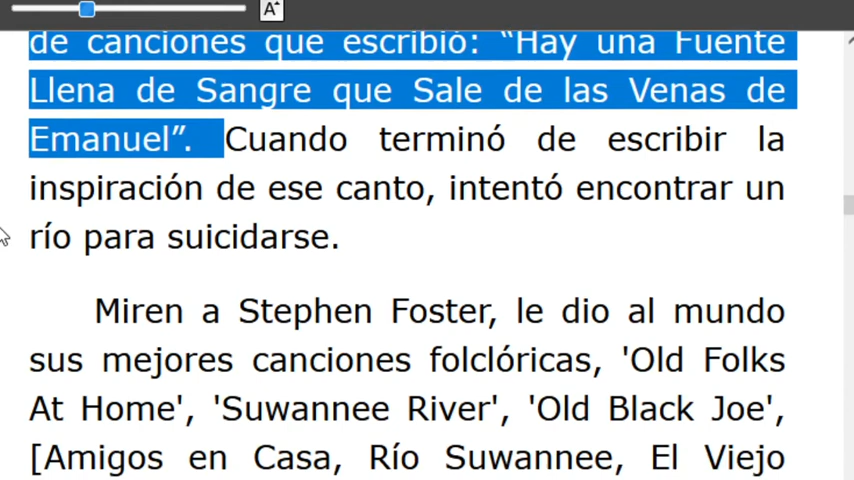 A
de canciones que escribió: “Hay una Fuente
Llena de Sangre que Sale de las Venas de
Emanuel”. Cuando terminó de escribir la
inspiración de ese canto, intentó encontrar un
río para suicidarse.
Miren a Stephen Foster, le dio al mundo
sus mejores canciones folclóricas, 'Old Folks
At Home', 'Suwannee River', 'Old Black Joe',
[Amigos en Casa, Río Suwannee, El Viejo